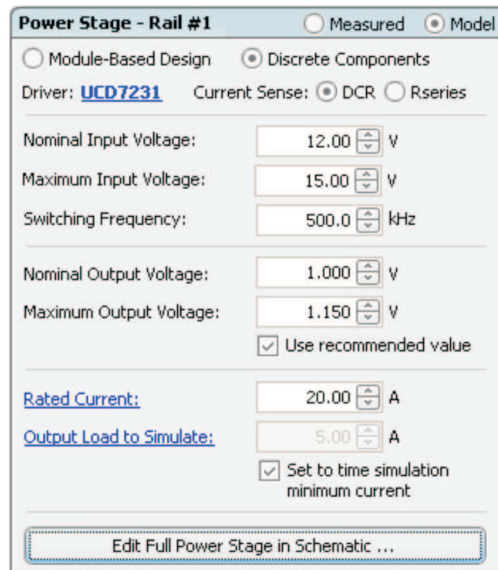 Power Stage - Rail #1 Measured Model
Module-Based Design Discrete Components
Driver: UCD7231 Current Sense: DCR Rseries
Nominal Input Voltage: 12.00 V
Maximum Input Voltage: 15.00 V
Switching Frequency: 500.0 kHz
Nominal Output Voltage: 1.000 V
Maximum Output Voltage: 1.150 V
Use recommended value
Rated Current: 20.00 A
Output Load to Simulate: 5.00 A
Set to time simulation
minimum current
Edit Full Power Stage in Schematic ...